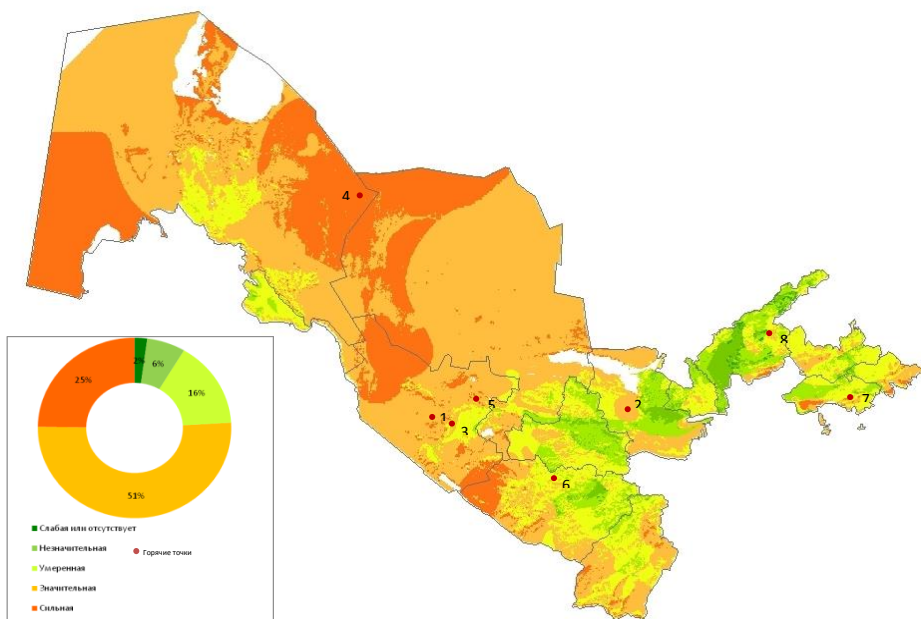 4
8
7
5
2
1
3
6
2%
6%
25%
16%
51%
Слабая или отсутствует
Незначительная
Горячие точки
Умеренная
Значительная
Сильная